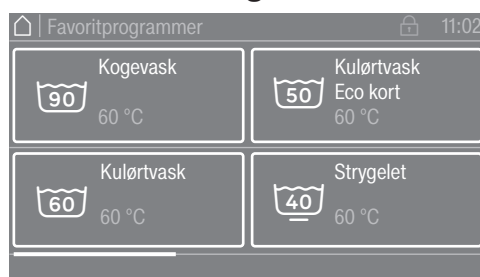 Favoritprogrammer 11:02
Kogevask
90
60 °C
Kulørtvask
Eco kort
50
60 °C
Kulørtvask
60
60 °C
Strygelet
40
60 °C